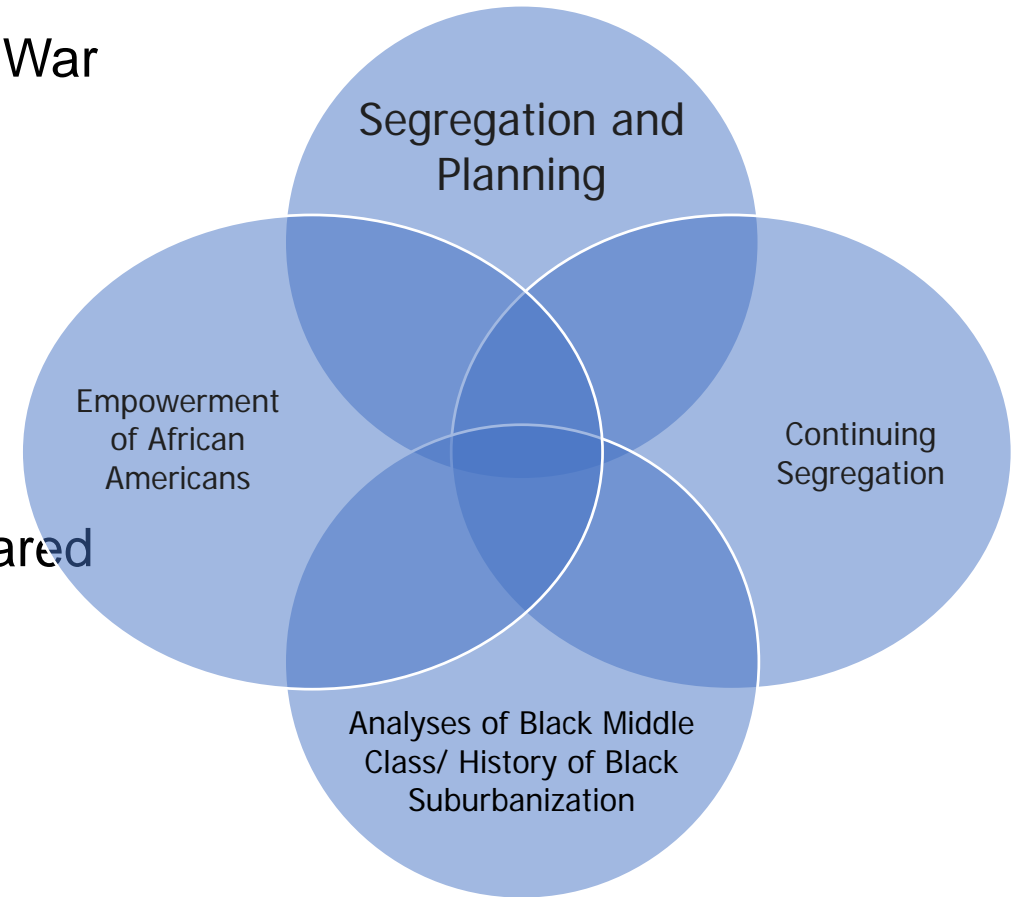 War
Segregation and
Planning
Empowerment
of African
Americans
Continuing
Segregation
ared
Analyses of Black Middle
Class/ History of Black
Suburbanization